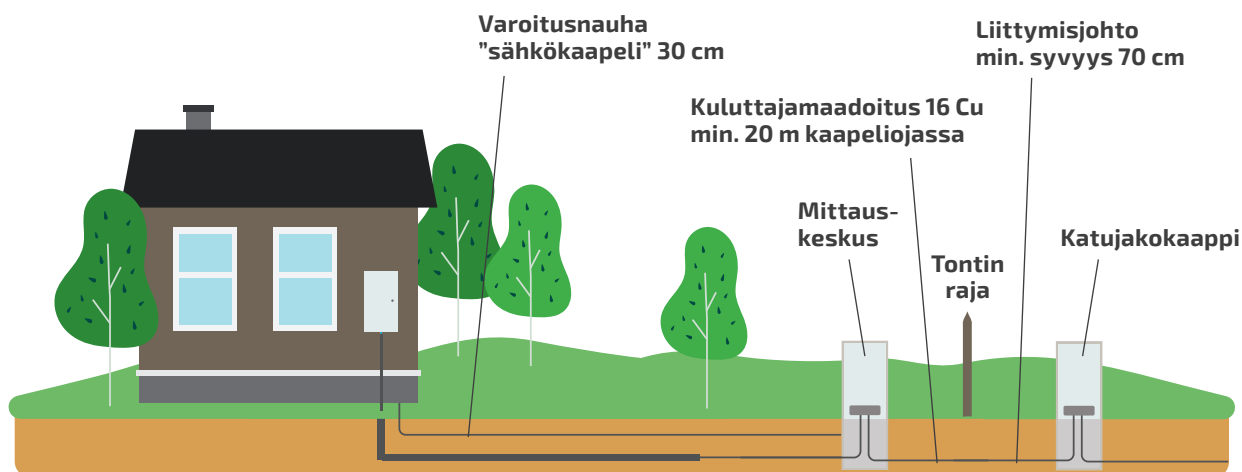 Varoitusnauha
”sähkökaapeli” 30 cm
Liittymisjohto
min. syvyys 70 cm
Kuluttajamaadoitus 16 Cu
min. 20 m kaapeliojassa
Mittaus-
keskus
Tontin
raja
Katujakokaappi